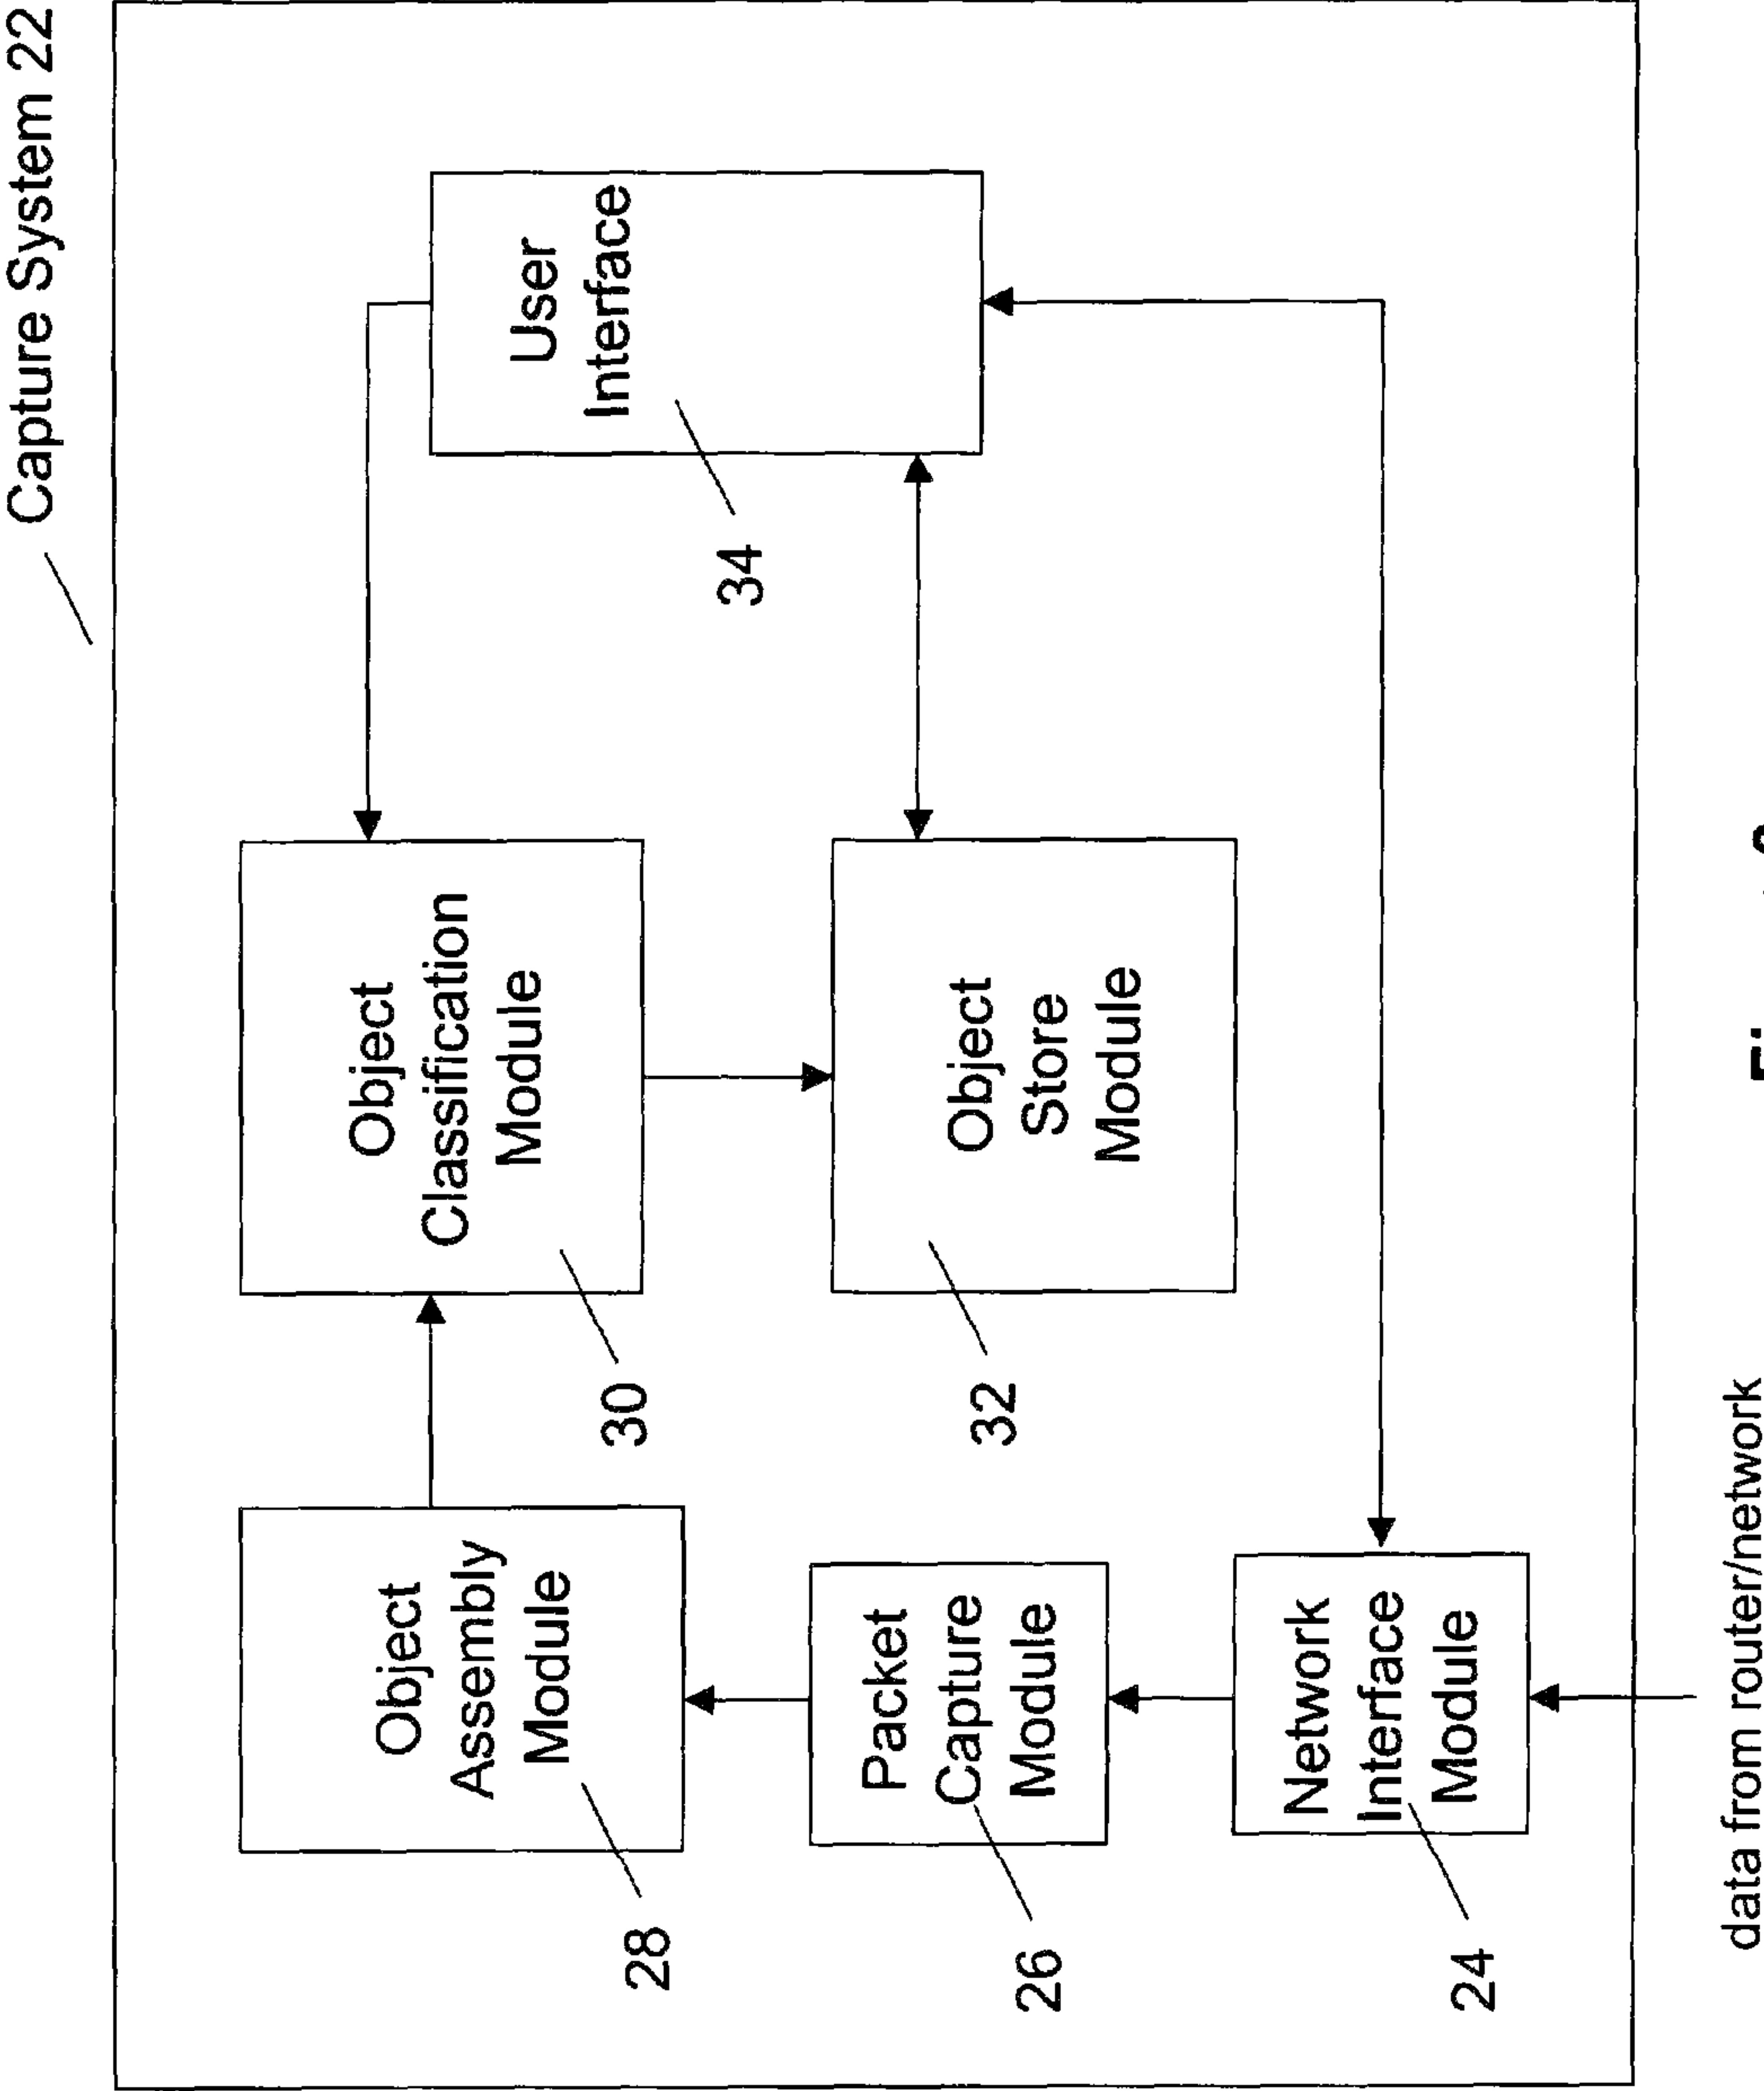 Capture System 22
Object
Assembly
Module
28
Object
Classification
Module
30
User
Interface
34
Packet
Capture
Module
26
Object
Store
Module
32
Network
Interface
Module
24
data from router/network